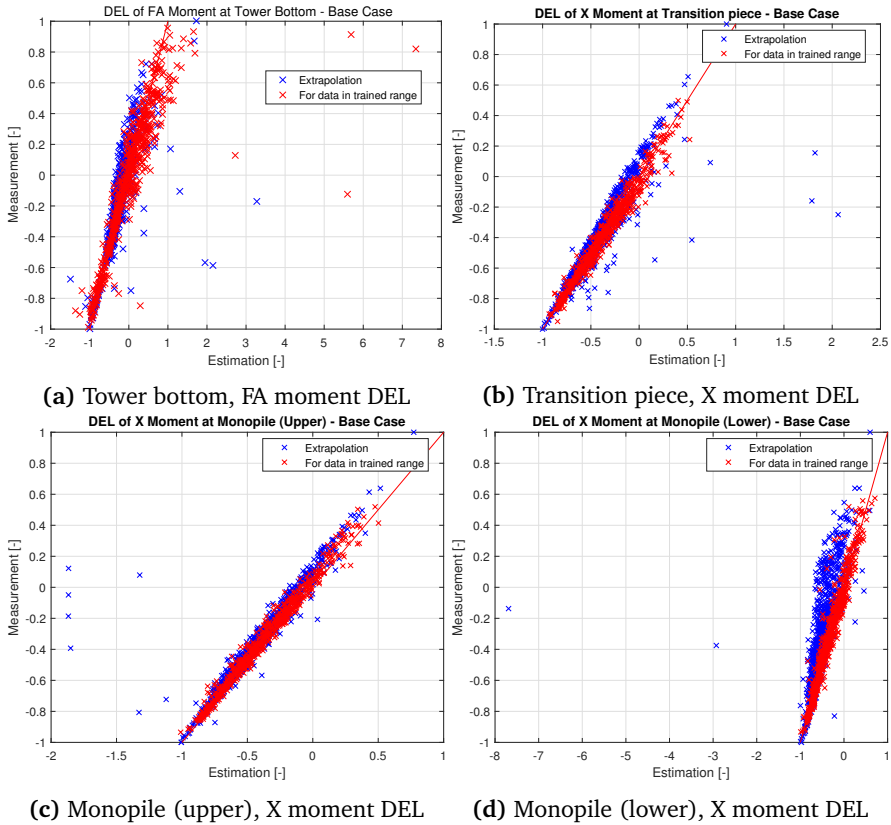 DEL of FA Moment at Tower Bottom - Base Case
1
0.8
0.6
0.4
0.2
0
-0.2
-0.4
-0.6
-0.8
-1
Measurement [-]
Extrapolation
For data in trained range
-2 -1 0 1 2 3 4 5 6 7 8
Estimation [-]
(a) Tower bottom, FA moment DEL
DEL of X Moment at Transition piece - Base Case
1
0.8
0.6
0.4
0.2
0
-0.2
-0.4
-0.6
-0.8
-1
Measurement [-]
Extrapolation
For data in trained range
-1.5 -1 -0.5 0 0.5 1 1.5 2 2.5
Estimation [-]
(b) Transition piece, X moment DEL
DEL of X Moment at Monopile (Upper) - Base Case
1
0.8
0.6
0.4
0.2
0
-0.2
-0.4
-0.6
-0.8
-1
Measurement [-]
Extrapolation
For data in trained range
-2 -1.5 -1 -0.5 0 0.5 1
Estimation [-]
(c) Monopile (upper), X moment DEL
DEL of X Moment at Monopile (Lower) - Base Case
1
0.8
0.6
0.4
0.2
0
-0.2
-0.4
-0.6
-0.8
-1
Measurement [-]
Extrapolation
For data in trained range
-8 -7 -6 -5 -4 -3 -2 -1 0 1
Estimation [-]
(d) Monopile (lower), X moment DEL